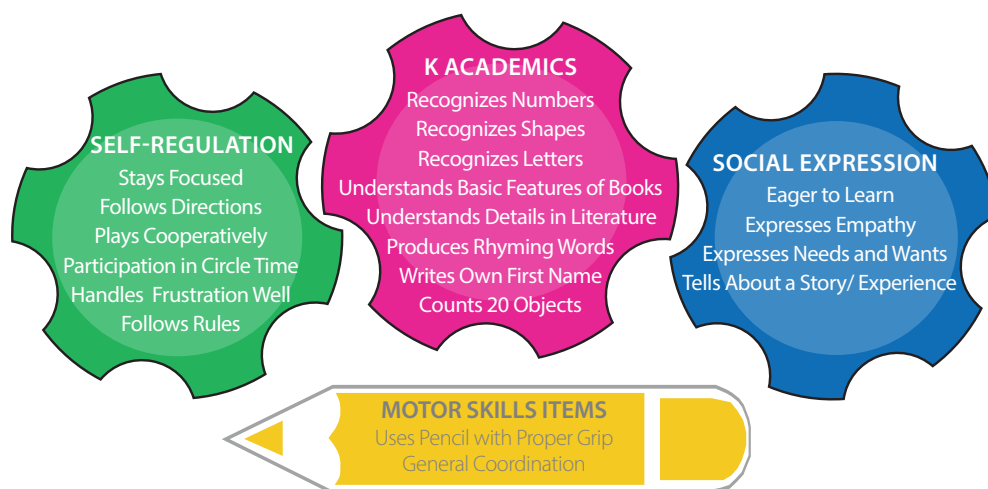 SELF-REGULATION
Stays Focused
Follows Directions
Plays Cooperatively
Participation in Circle Time
Handles Frustration Well
Follows Rules
K ACADEMICS
Recognizes Numbers
Recognizes Shapes
Recognizes Letters
Understands Basic Features of Books
Understands Details in Literature
Produces Rhyming Words
Writes Own First Name
Counts 20 Objects
SOCIAL EXPRESSION
Eager to Learn
Expresses Empathy
Expresses Needs and Wants
Tells About a Story/ Experience
MOTOR SKILLS ITEMS
Uses Pencil with Proper Grip
General Coordination